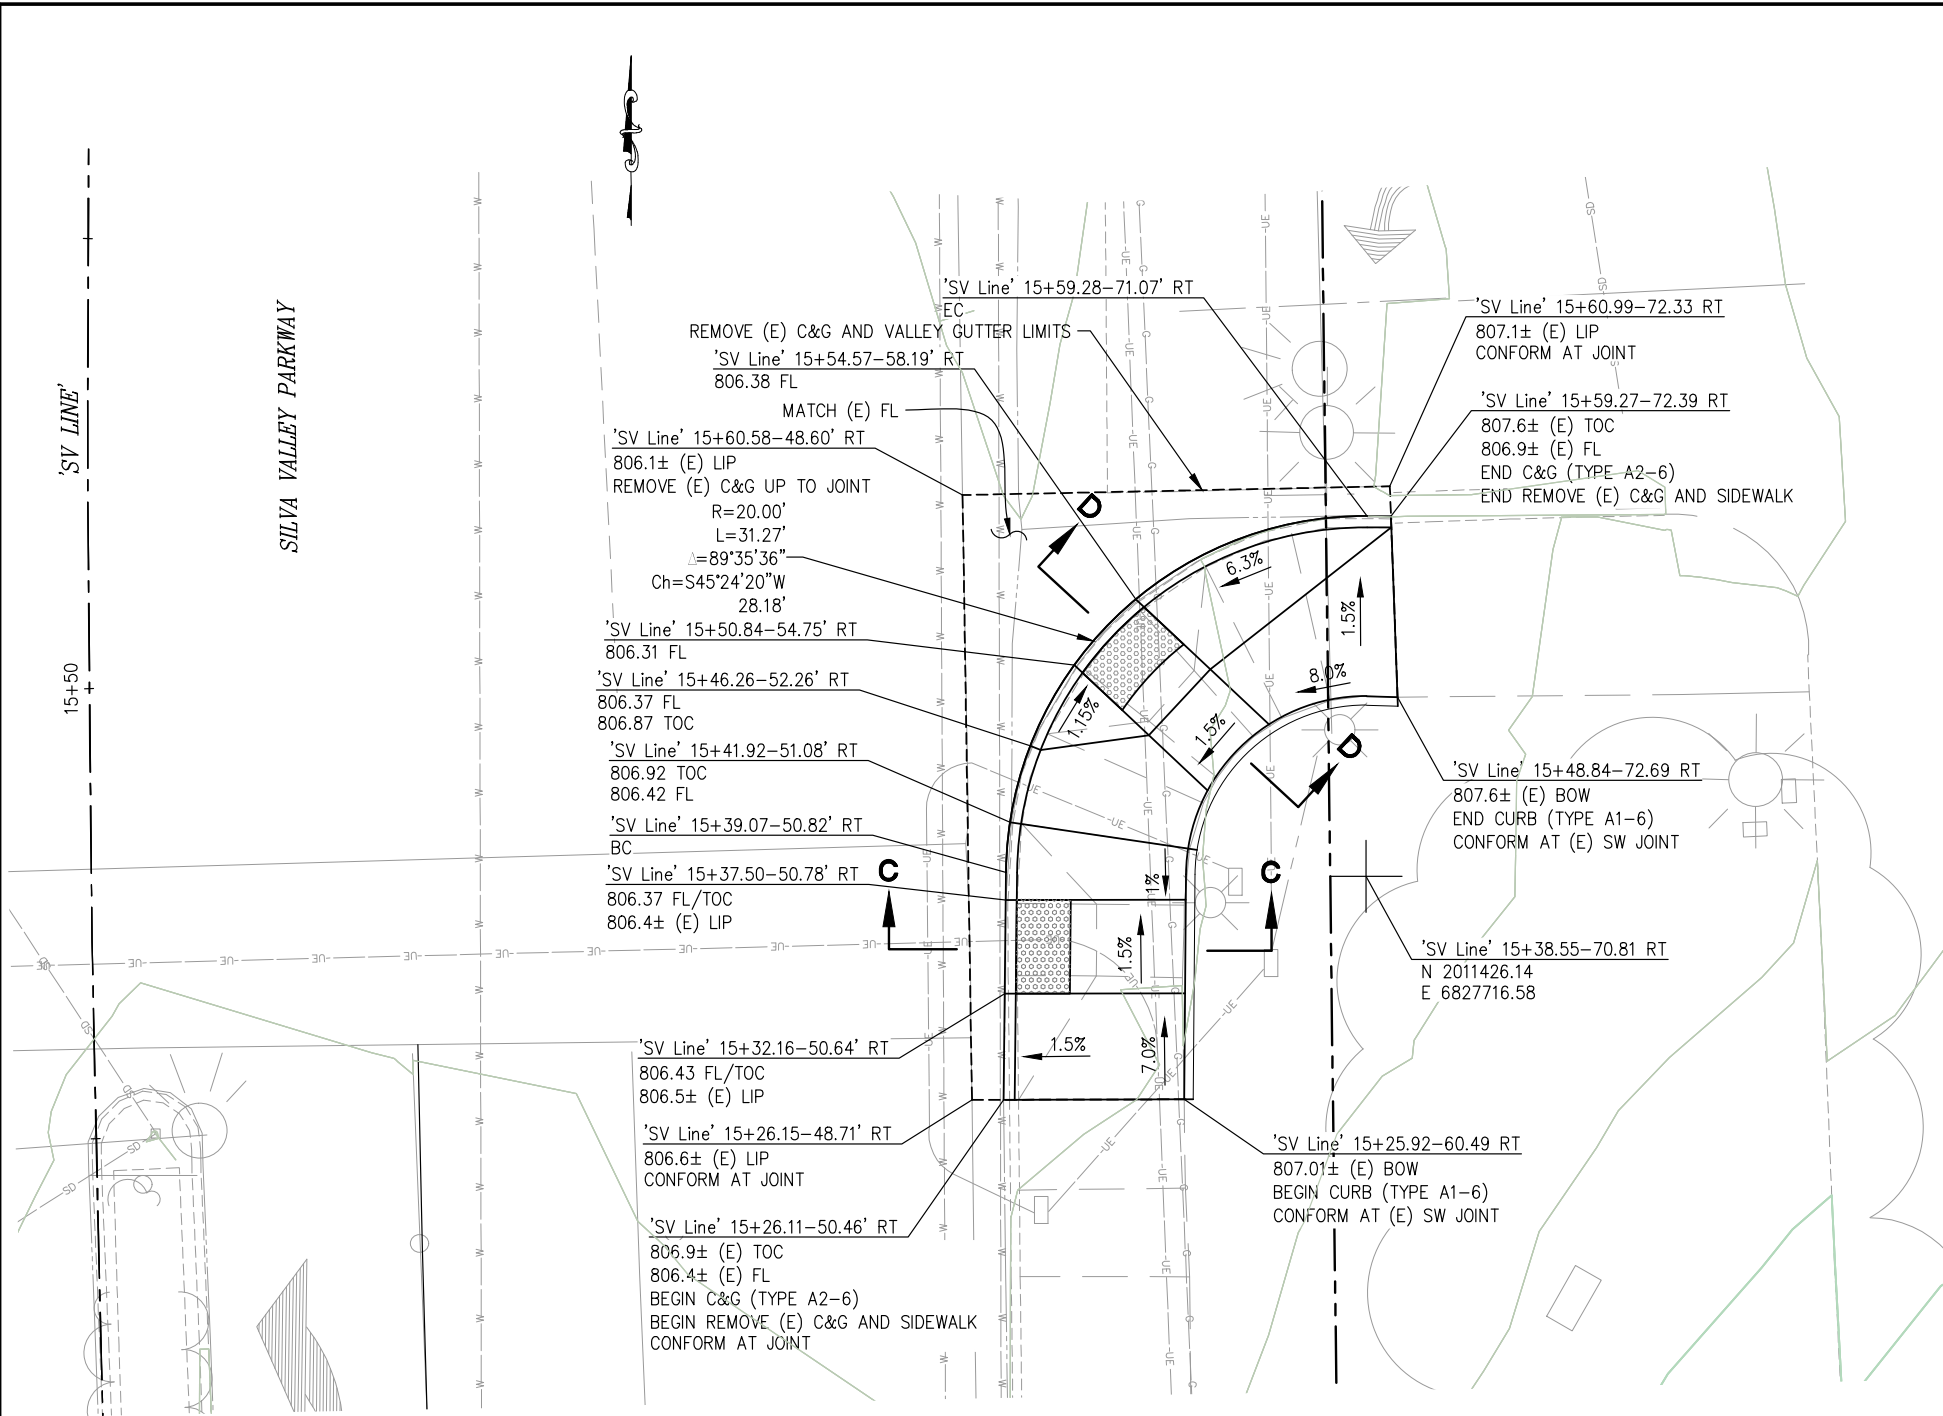 'SV LINE'
SILVA VALLEY PARKWAY
15+50
'SV Line' 15+59.28-71.07' RT
EC
REMOVE (E) C&G AND VALLEY GUTTER LIMITS
'SV Line' 15+54.57-58.19' RT
806.38 FL
MATCH (E) FL
'SV Line' 15+60.58-48.60' RT
806.1± (E) LIP
REMOVE (E) C&G UP TO JOINT
R=20.00'
L=31.27'
Δ=89°35'36"
Ch=S45°24'20"W
28.18'
'SV Line' 15+50.84-54.75' RT
806.31 FL
'SV Line' 15+46.26-52.26' RT
806.37 FL
806.87 TOC
'SV Line' 15+41.92-51.08' RT
806.92 TOC
806.42 FL
'SV Line' 15+39.07-50.82' RT
BC
'SV Line' 15+37.50-50.78' RT
806.37 FL/TOC
806.4± (E) LIP
'SV Line' 15+32.16-50.64' RT
806.43 FL/TOC
806.5± (E) LIP
'SV Line' 15+26.15-48.71' RT
806.6± (E) LIP
CONFORM AT JOINT
'SV Line' 15+26.11-50.46' RT
806.9± (E) TOC
806.4± (E) FL
BEGIN C&G (TYPE A2-6)
BEGIN REMOVE (E) C&G AND SIDEWALK
CONFORM AT JOINT
'SV Line' 15+60.99-72.33 RT
807.1± (E) LIP
CONFORM AT JOINT
'SV Line' 15+59.27-72.39 RT
807.6± (E) TOC
806.9± (E) FL
END C&G (TYPE A2-6)
END REMOVE (E) C&G AND SIDEWALK
'SV Line' 15+48.84-72.69 RT
807.6± (E) BOW
END CURB (TYPE A1-6)
CONFORM AT (E) SW JOINT
'SV Line' 15+38.55-70.81 RT
N 2011426.14
E 6827716.58
'SV Line' 15+25.92-60.49 RT
807.01± (E) BOW
BEGIN CURB (TYPE A1-6)
CONFORM AT (E) SW JOINT
D
D
C
C
6.3%
1.5%
8.0%
1.15%
1.5%
1%
1.5%
1.5%
7.0%